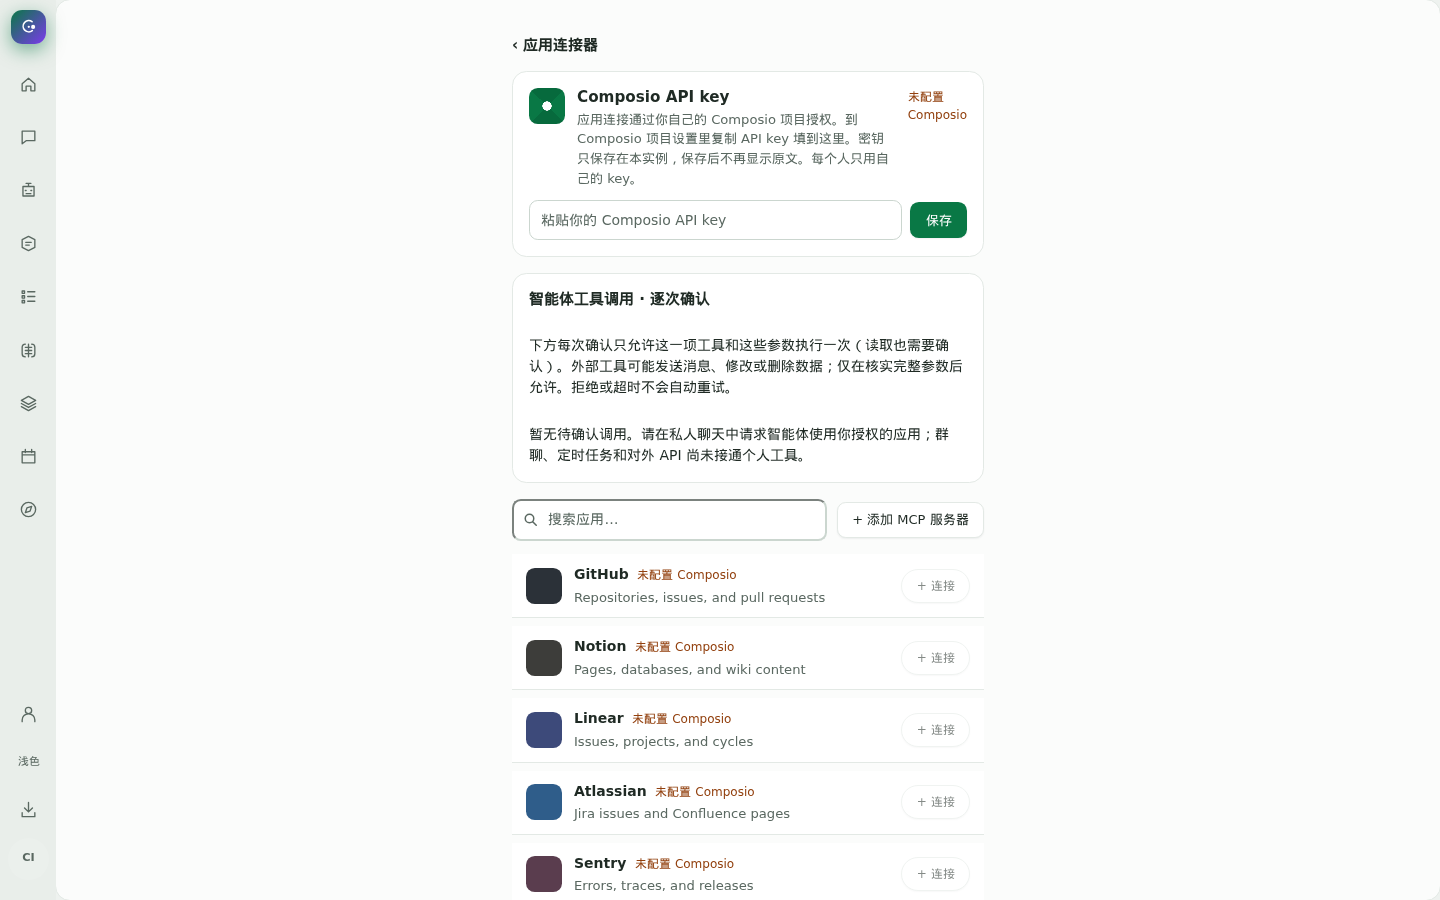 ‹ 应用连接器
Composio API key
未配置
Composio
应用连接通过你自己的 Composio 项目授权。到
Composio 项目设置里复制 API key 填到这里。密钥
只保存在本实例，保存后不再显示原文。每个人只用自
己的 key。
粘贴你的 Composio API key
保存
智能体工具调用 · 逐次确认
下方每次确认只允许这一项工具和这些参数执行一次（读取也需要确
认）。外部工具可能发送消息、修改或删除数据；仅在核实完整参数后
允许。拒绝或超时不会自动重试。
暂无待确认调用。请在私人聊天中请求智能体使用你授权的应用；群
聊、定时任务和对外 API 尚未接通个人工具。
搜索应用…
+ 添加 MCP 服务器
GitHub 未配置 Composio
Repositories, issues, and pull requests
+ 连接
Notion 未配置 Composio
Pages, databases, and wiki content
+ 连接
Linear 未配置 Composio
Issues, projects, and cycles
+ 连接
Atlassian 未配置 Composio
Jira issues and Confluence pages
+ 连接
Sentry 未配置 Composio
Errors, traces, and releases
+ 连接
浅色
CI